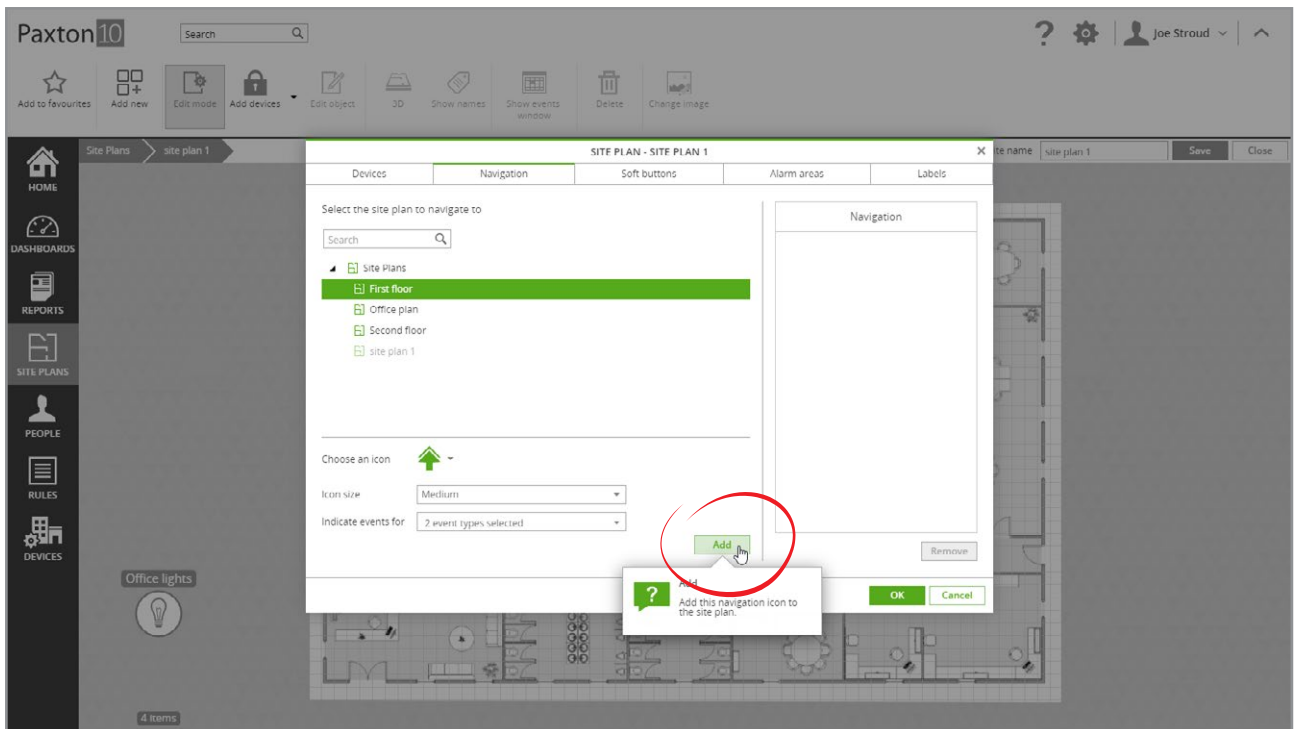 Paxton10
Search
Joe Stroud
Add to favourites
Add new
Edit mode
Add devices
Edit object
3D
Show names
Show events
window
Delete
Change image
HOME
DASHBOARDS
REPORTS
SITE PLANS
PEOPLE
RULES
DEVICES
Site Plans
site plan 1
SITE PLAN - SITE PLAN 1
ite name
site plan 1
Save
Close
Devices
Navigation
Soft buttons
Alarm areas
Labels
Select the site plan to navigate to
Search
Site Plans
First floor
Office plan
Second floor
site plan 1
Choose an icon
Icon size
Medium
Indicate events for
2 event types selected
Add
Navigation
Remove
Add
Add this navigation icon to
the site plan.
OK
Cancel
Office lights
4 items